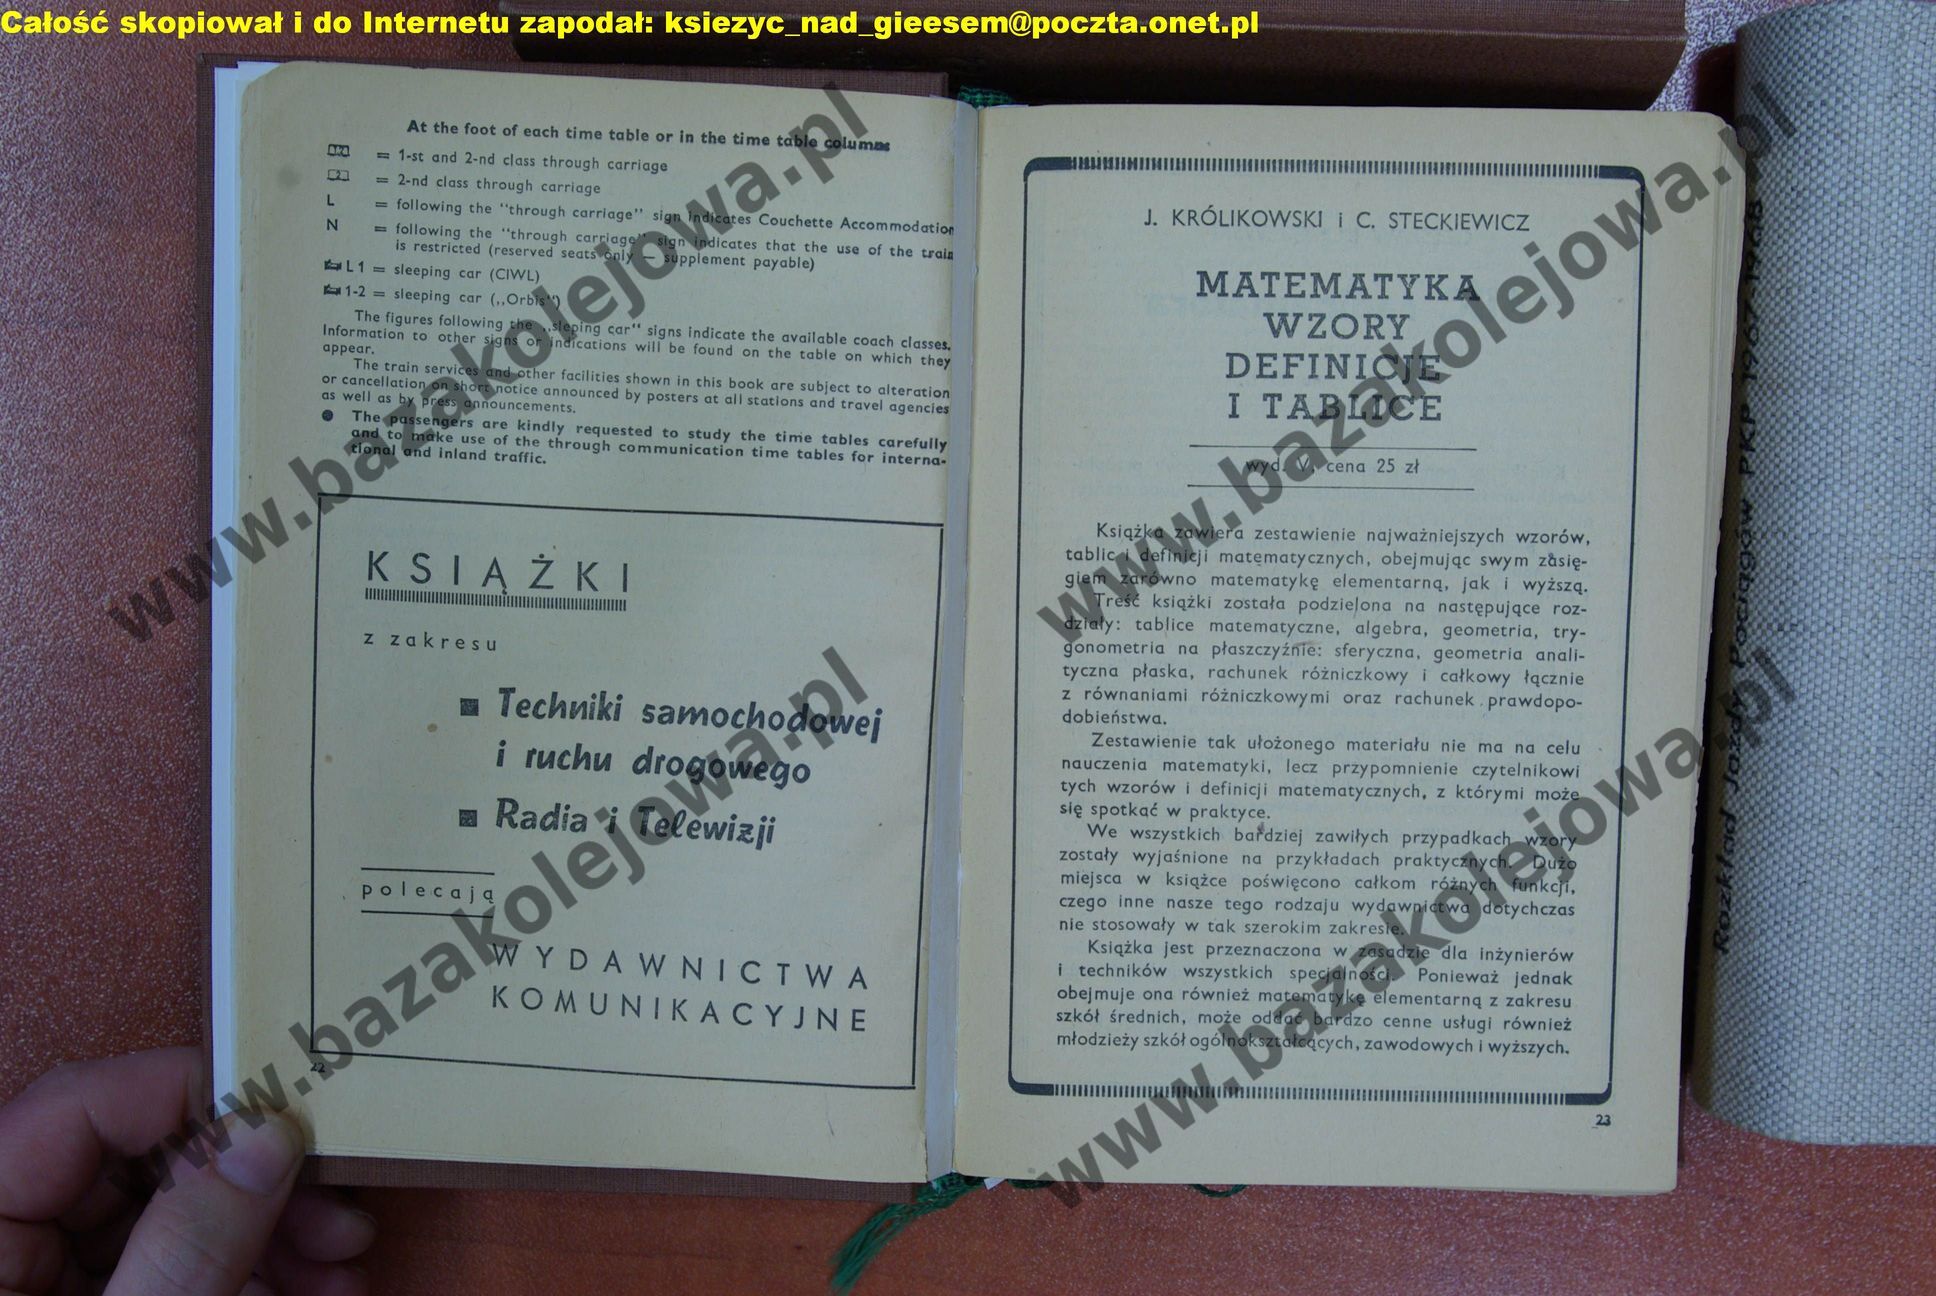 Całość skopiował i do Internetu zapodał: ksiezyc_nad_gieesem@poczta.onet.pl
At the foot of each time table or in the time table columns
= 1-st and 2-nd class through carriage
2 = 2-nd class through carriage
L = following the "through carriage" sign indicates Couchette Accommodation
N = following the "through carriage" sign indicates that the use of the train
is restricted (reserved seats only — supplement payable)
L 1 = sleeping car (CIWL)
1-2 = sleeping car („Orbis")
The figures following the „sleping car" signs indicate the available coach classes.
Information to other signs or indications will be found on the table on which they
appear.
The train services and other facilities shown in this book are subject to alteration
or cancellation on short notice announced by posters at all stations and travel agencies
as well as by press announcements.
● The passengers are kindly requested to study the time tables carefully
and to make use of the through communication time tables for interna-
tional and inland traffic.
KSIĄŻKI
z zakresu
■ Techniki samochodowej
i ruchu drogowego
■ Radia i Telewizji
polecają
WYDAWNICTWA
KOMUNIKACYJNE
22
J. KRÓLIKOWSKI i C. STECKIEWICZ
MATEMATYKA
WZORY
DEFINICJE
I TABLICE
wyd. V, cena 25 zł
Książka zawiera zestawienie najważniejszych wzorów,
tablic i definicji matematycznych, obejmując swym zasię-
giem zarówno matematykę elementarną, jak i wyższą.
Treść książki została podzielona na następujące roz-
działy: tablice matematyczne, algebra, geometria, try-
gonometria na płaszczyźnie: sferyczna, geometria anali-
tyczna płaska, rachunek różniczkowy i całkowy łącznie
z równaniami różniczkowymi oraz rachunek prawdopo-
dobieństwa.
Zestawienie tak ułożonego materiału nie ma na celu
nauczenia matematyki, lecz przypomnienie czytelnikowi
tych wzorów i definicji matematycznych, z którymi może
się spotkać w praktyce.
We wszystkich bardziej zawiłych przypadkach wzory
zostały wyjaśnione na przykładach praktycznych. Dużo
miejsca w książce poświęcono całkom różnych funkcji,
czego inne nasze tego rodzaju wydawnictwa dotychczas
nie stosowały w tak szerokim zakresie.
Książka jest przeznaczona w zasadzie dla inżynierów
i techników wszystkich specjalności. Ponieważ jednak
obejmuje ona również matematykę elementarną z zakresu
szkół średnich, może oddać bardzo cenne usługi również
młodzieży szkół ogólnokształcących, zawodowych i wyższych.
23
Rozkład Jazdy Pociągów PKP
www.bazakolejowa.pl
www.bazakolejowa.pl
www.bazakolejowa.pl
www.bazakolejowa.pl